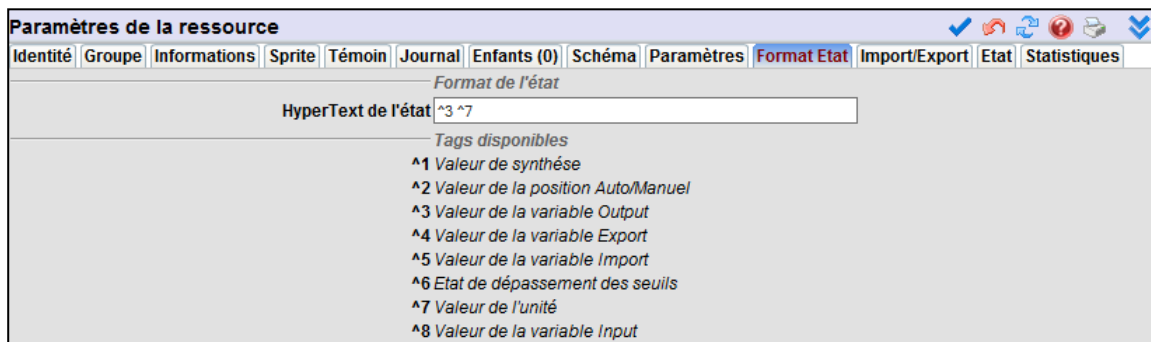 Paramètres de la ressource
Identité Groupe Informations Sprite Témoin Journal Enfants (0) Schéma Paramètres Format Etat Import/Export Etat Statistiques
Format de l'état
HyperText de l'état ^3 ^7
Tags disponibles
^1 Valeur de synthése
^2 Valeur de la position Auto/Manuel
^3 Valeur de la variable Output
^4 Valeur de la variable Export
^5 Valeur de la variable Import
^6 Etat de dépassement des seuils
^7 Valeur de l'unité
^8 Valeur de la variable Input